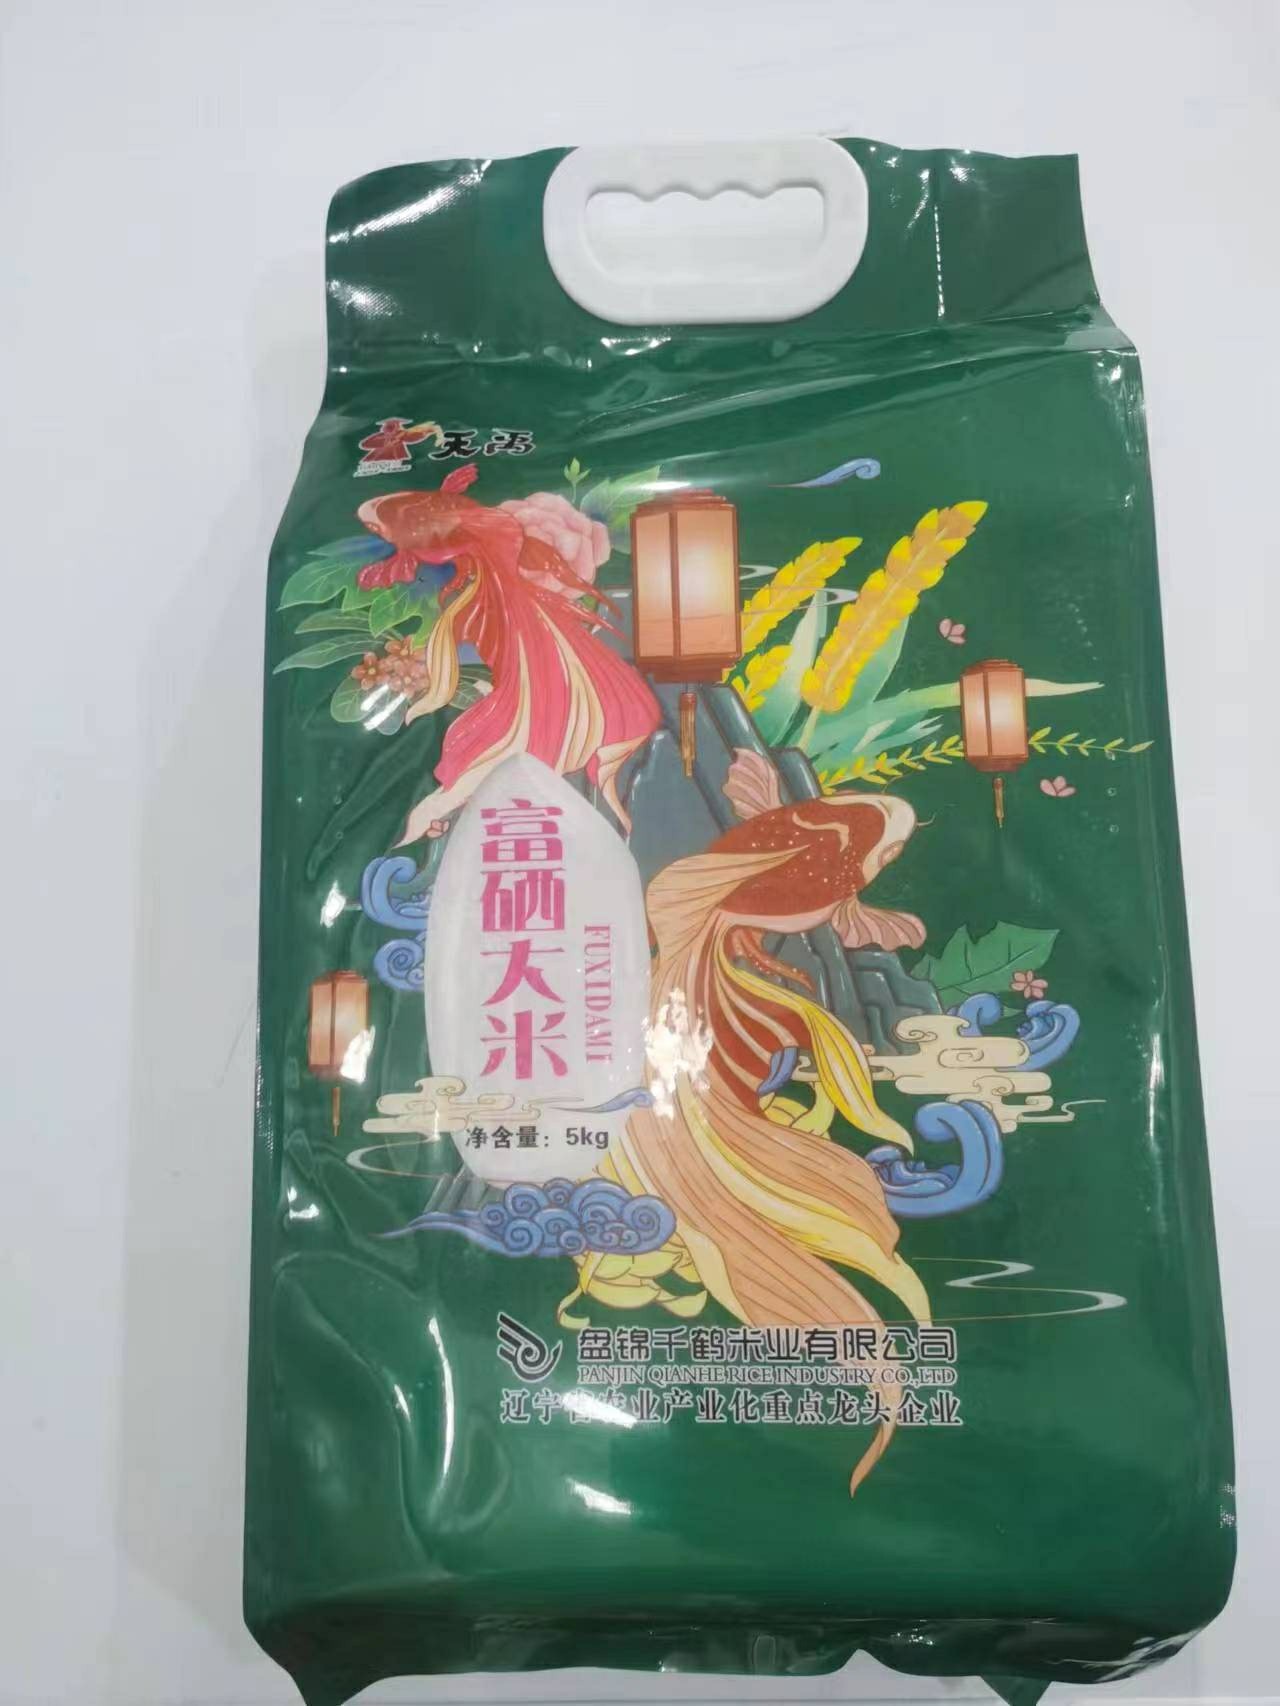 天禹
富硒大米
FUXIDAMI
净含量：5kg
盘锦千鹤米业有限公司
PANJIN QIANHE RICE INDUSTRY CO.,LTD
辽宁省农业产业化重点龙头企业